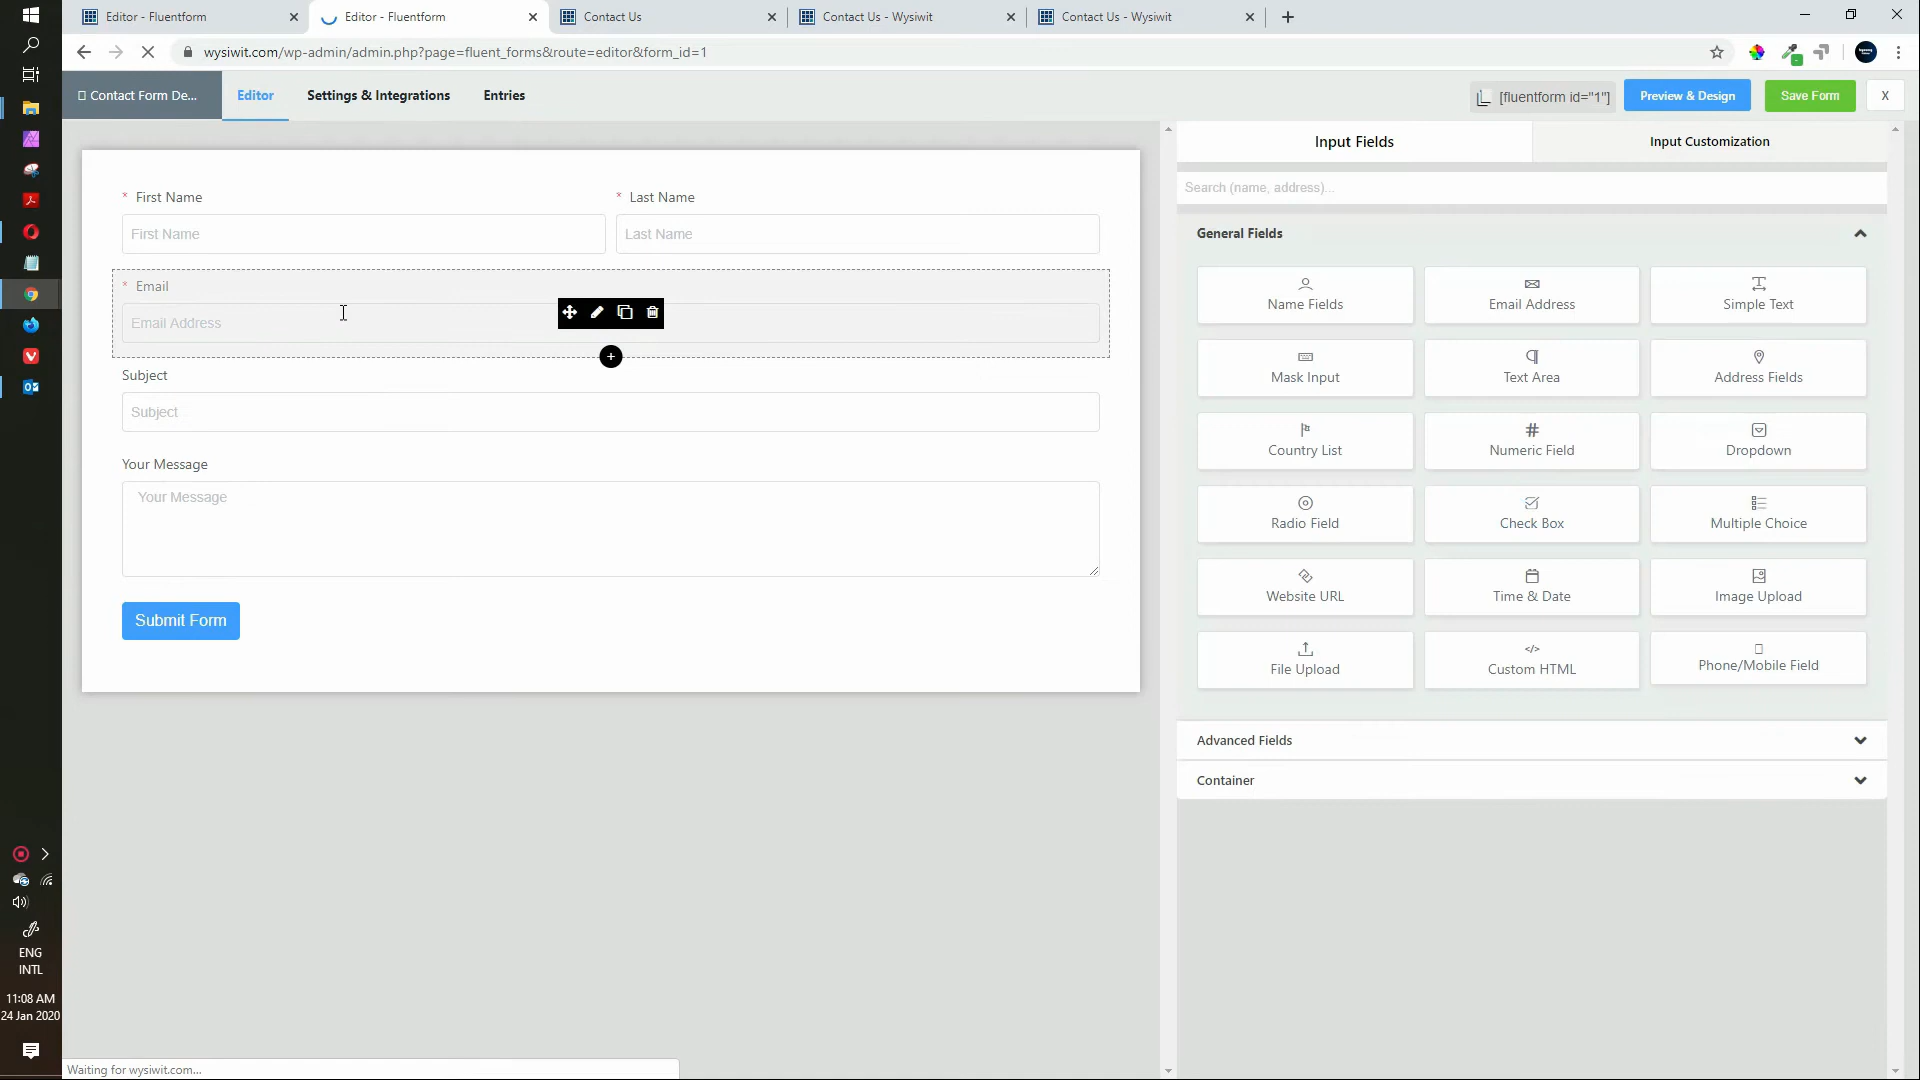 Editor - Fluentform
Editor - Fluentform
Contact Us
Contact Us - Wysiwit
Contact Us - Wysiwit
wysiwit.com/wp-admin/admin.php?page=fluent_forms&route=editor&form_id=1
Contact Form De...
Editor
Settings & Integrations
Entries
[fluentform id="1"]
Preview & Design
Save Form
X
Input Fields
Input Customization
Search (name, address)...
* First Name
* Last Name
First Name
Last Name
* Email
Email Address
Subject
Subject
Your Message
Your Message
Submit Form
General Fields
Name Fields
Email Address
Simple Text
Mask Input
Text Area
Address Fields
Country List
Numeric Field
Dropdown
Radio Field
Check Box
Multiple Choice
Website URL
Time & Date
Image Upload
File Upload
Custom HTML
Phone/Mobile Field
Advanced Fields
Container
ENG
INTL
11:08 AM
24 Jan 2020
Waiting for wysiwit.com...